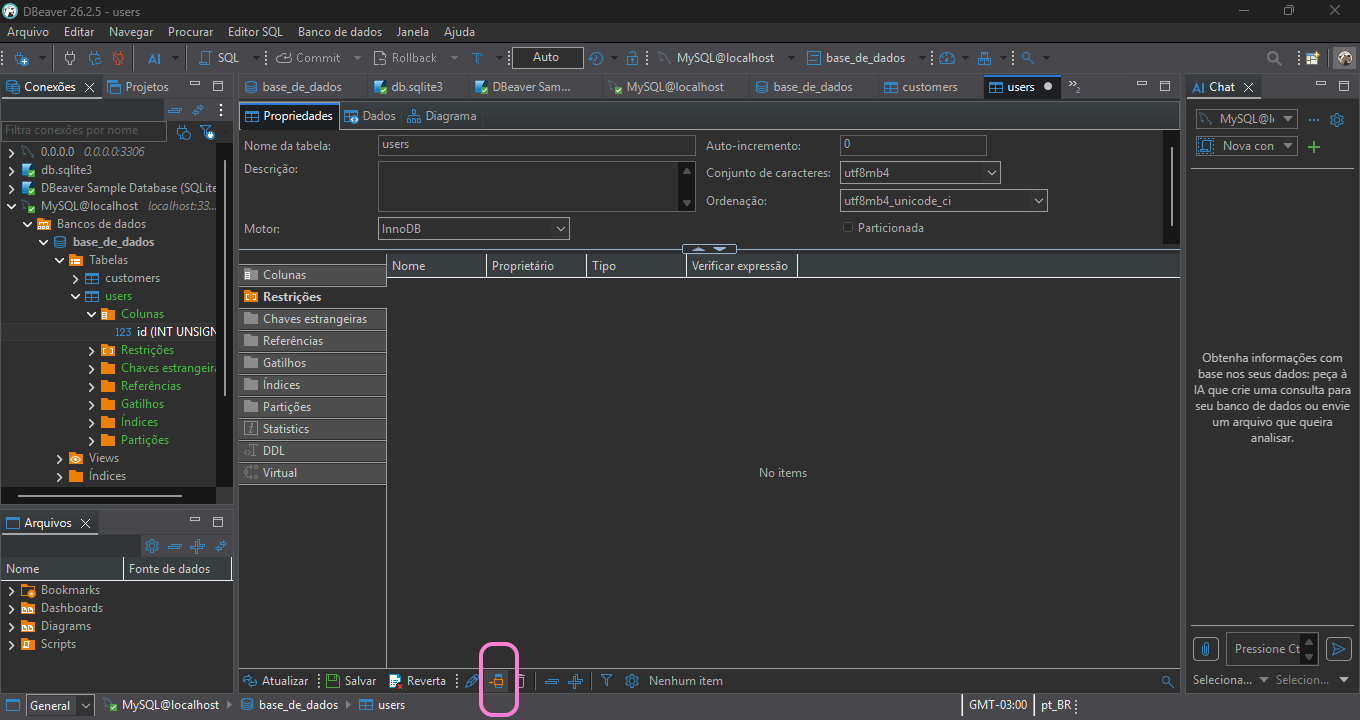 DBeaver 26.2.5 - users
Arquivo Editar Navegar Procurar Editor SQL Banco de dados Janela Ajuda
AI SQL Commit Rollback T Auto MySQL@localhost base_de_dados
Conexões Projetos
Filtra conexões por nome
0.0.0.0 0.0.0.0:3306
db.sqlite3
DBeaver Sample Database (SQLite
MySQL@localhost localhost:33...
Bancos de dados
base_de_dados
Tabelas
customers
users
Colunas
123 id (INT UNSIGN
Restrições
Chaves estrangeira
Referências
Gatilhos
Índices
Partições
Views
Índices
Arquivos
Nome Fonte de dados
Bookmarks
Dashboards
Diagrams
Scripts
base_de_dados db.sqlite3 DBeaver Sam... MySQL@localhost base_de_dados customers users »2
Propriedades Dados Diagrama
Nome da tabela: users
Descrição:
Motor: InnoDB
Auto-incremento: 0
Conjunto de caracteres: utf8mb4
Ordenação: utf8mb4_unicode_ci
Particionada
Colunas
Restrições
Chaves estrangeiras
Referências
Gatilhos
Índices
Partições
Statistics
DDL
Virtual
Nome Proprietário Tipo Verificar expressão
No items
Atualizar Salvar Reverta Nenhum item
AI Chat
MySQL@l
Nova con
Obtenha informações com
base nos seus dados: peça à
IA que crie uma consulta para
seu banco de dados ou envie
um arquivo que queira
analisar.
Pressione Ct
Seleciona... Selecion...
General MySQL@localhost base_de_dados users GMT-03:00 pt_BR